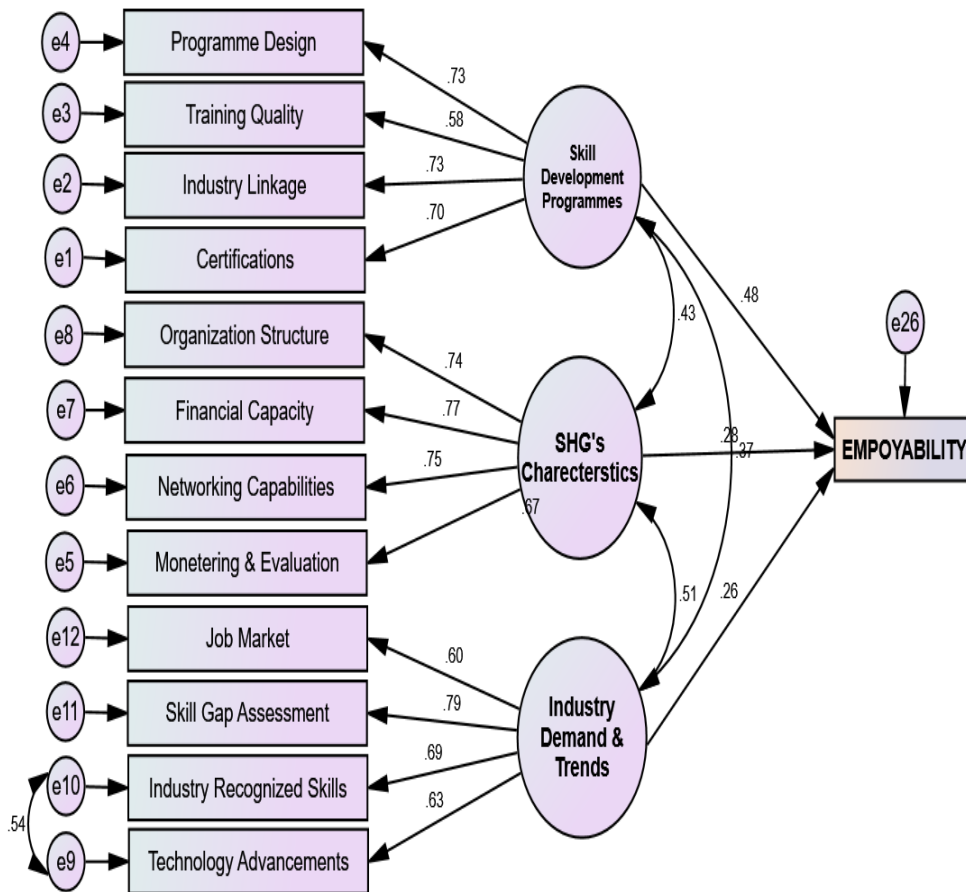 e4
Programme Design
.73
e3
Training Quality
.58
e2
Industry Linkage
.73
e1
Certifications
.70
Skill
Development
Programmes
e8
Organization Structure
.74
e7
Financial Capacity
.77
e6
Networking Capabilities
.75
e5
Monetering & Evaluation
.67
SHG's
Charecterstics
e12
Job Market
.60
e11
Skill Gap Assessment
.79
e10
Industry Recognized Skills
.69
e9
Technology Advancements
.63
.54
Industry
Demand &
Trends
.43
.51
.48
.28
.37
.26
e26
EMPOYABILITY